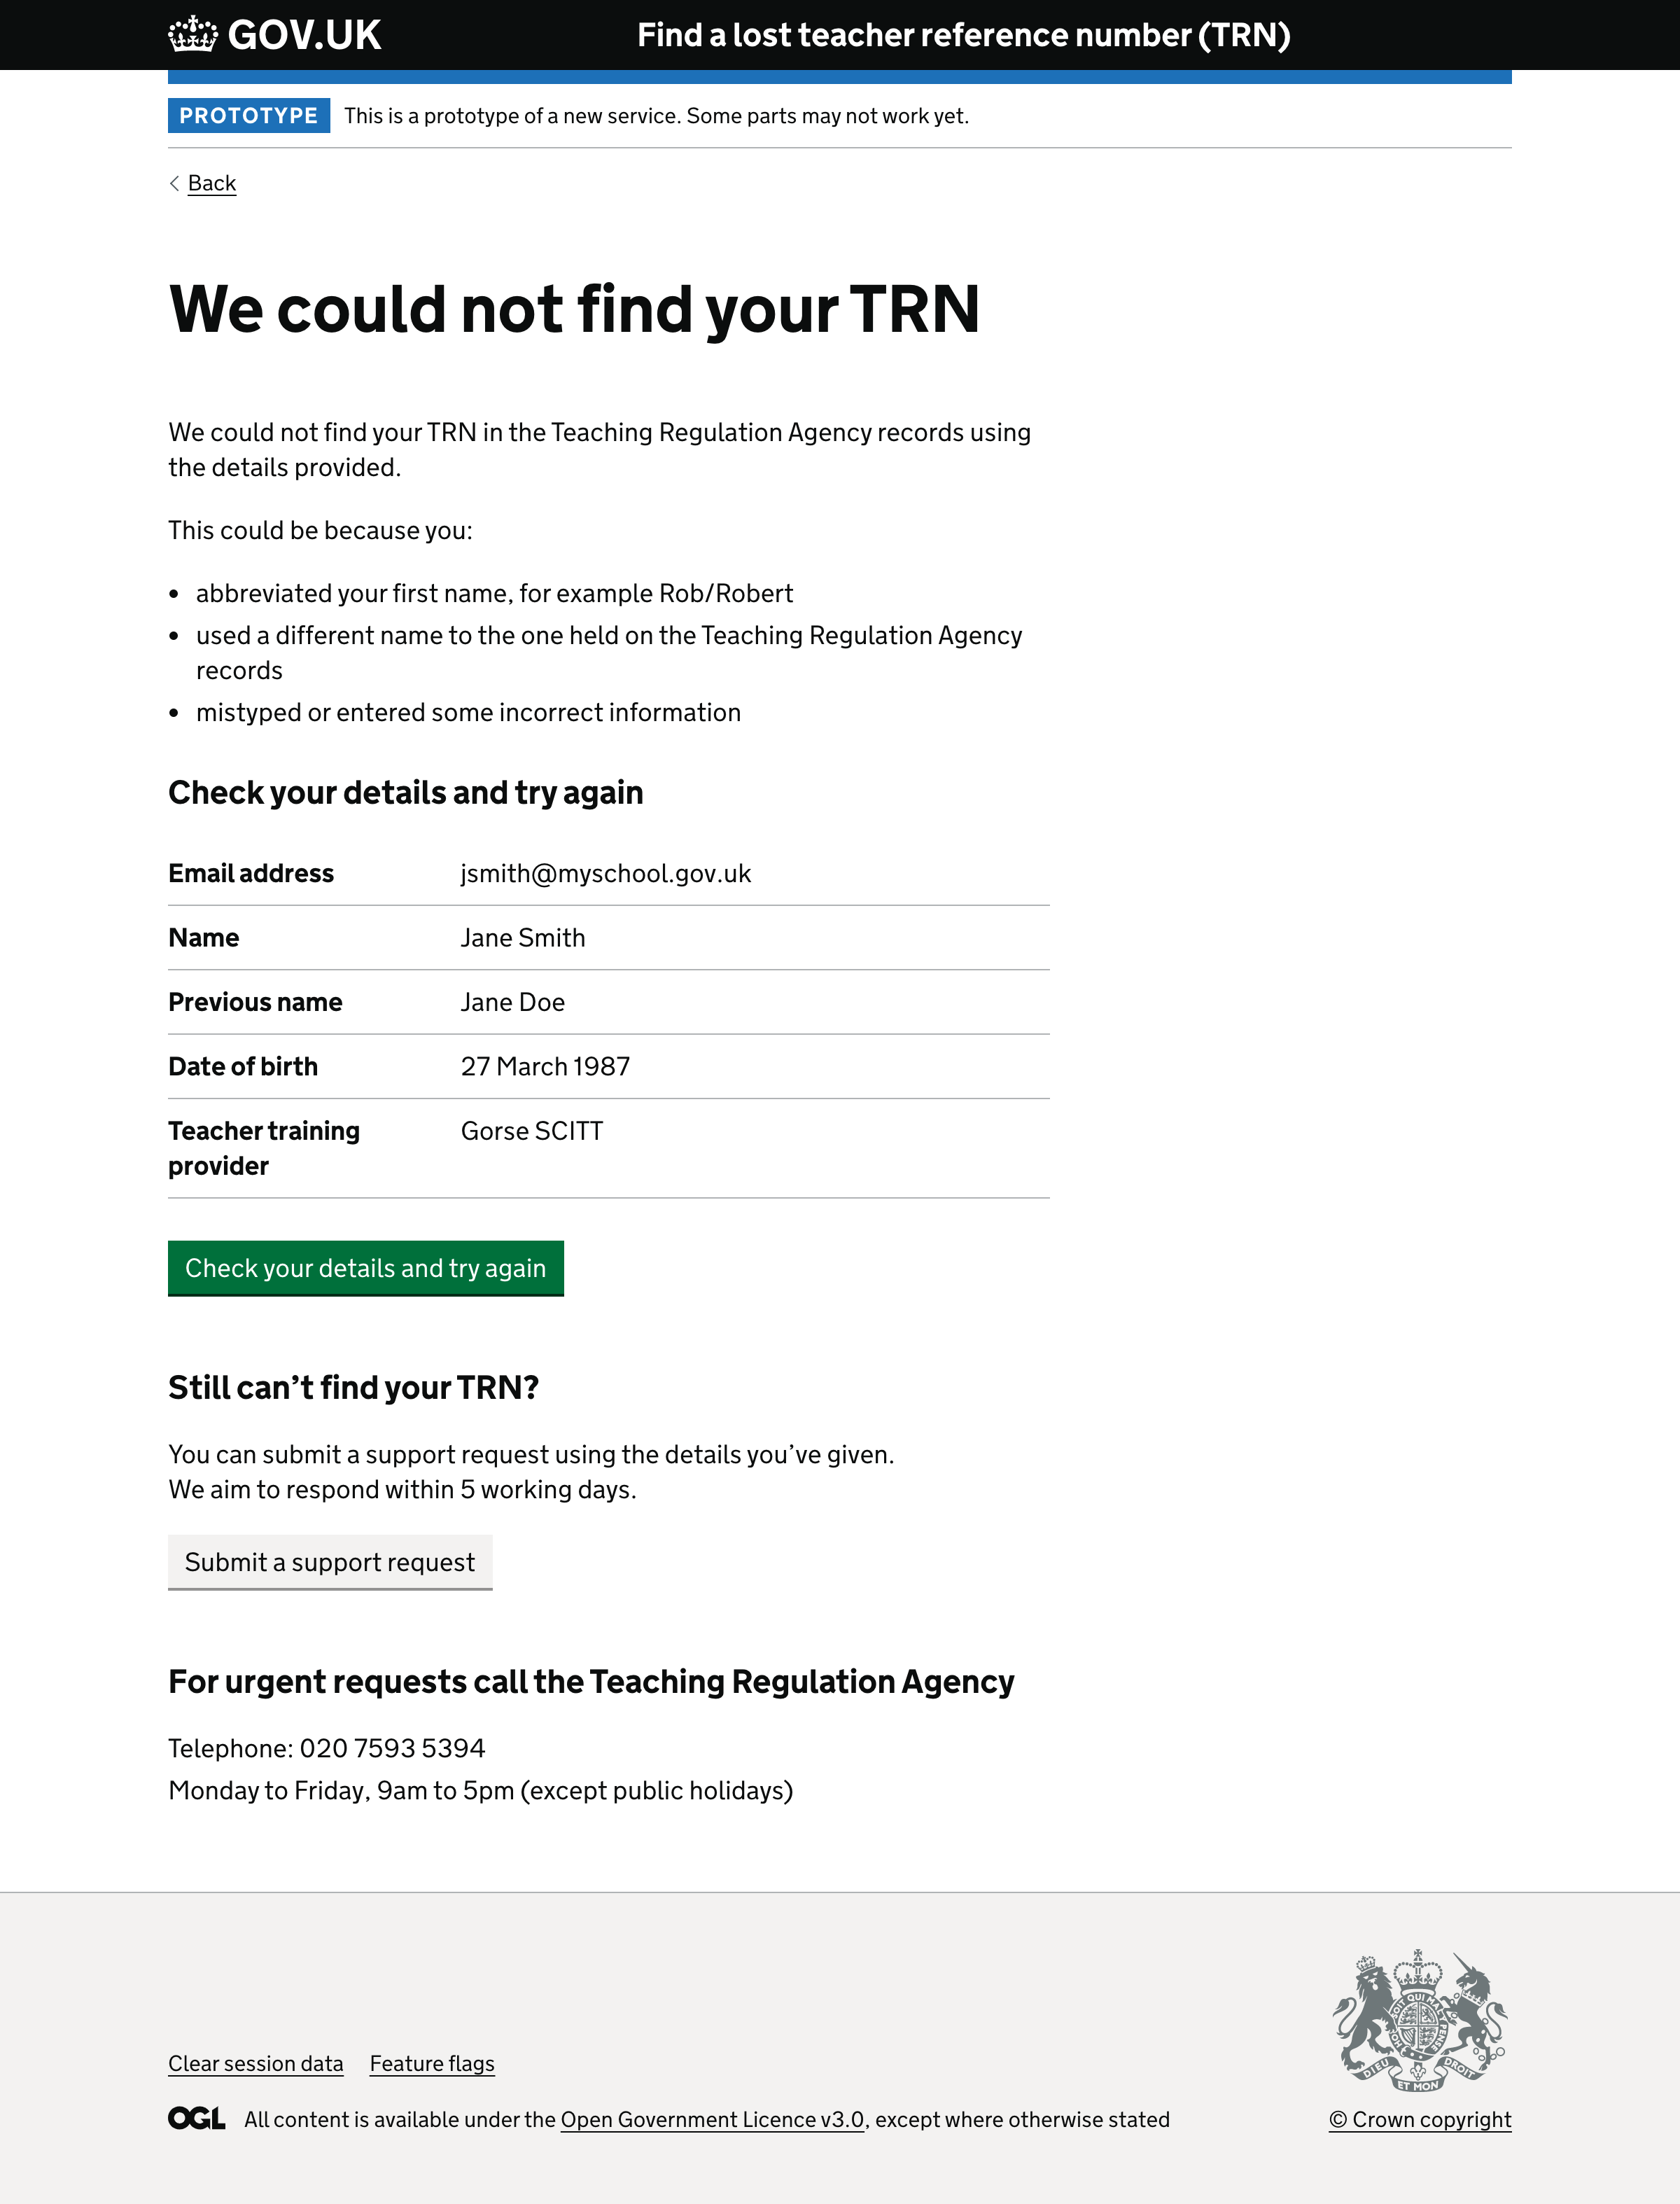 GOV.UK
Find a lost teacher reference number (TRN)
PROTOTYPE This is a prototype of a new service. Some parts may not work yet.
Back
We could not find your TRN
We could not find your TRN in the Teaching Regulation Agency records using
the details provided.
This could be because you:
• abbreviated your first name, for example Rob/Robert
• used a different name to the one held on the Teaching Regulation Agency
records
• mistyped or entered some incorrect information
Check your details and try again
Email address jsmith@myschool.gov.uk
Name Jane Smith
Previous name Jane Doe
Date of birth 27 March 1987
Teacher training Gorse SCITT
provider
Check your details and try again
Still can’t find your TRN?
You can submit a support request using the details you’ve given.
We aim to respond within 5 working days.
Submit a support request
For urgent requests call the Teaching Regulation Agency
Telephone: 020 7593 5394
Monday to Friday, 9am to 5pm (except public holidays)
Clear session data Feature flags
OGL All content is available under the Open Government Licence v3.0, except where otherwise stated
DIEU ET MON DROIT
© Crown copyright